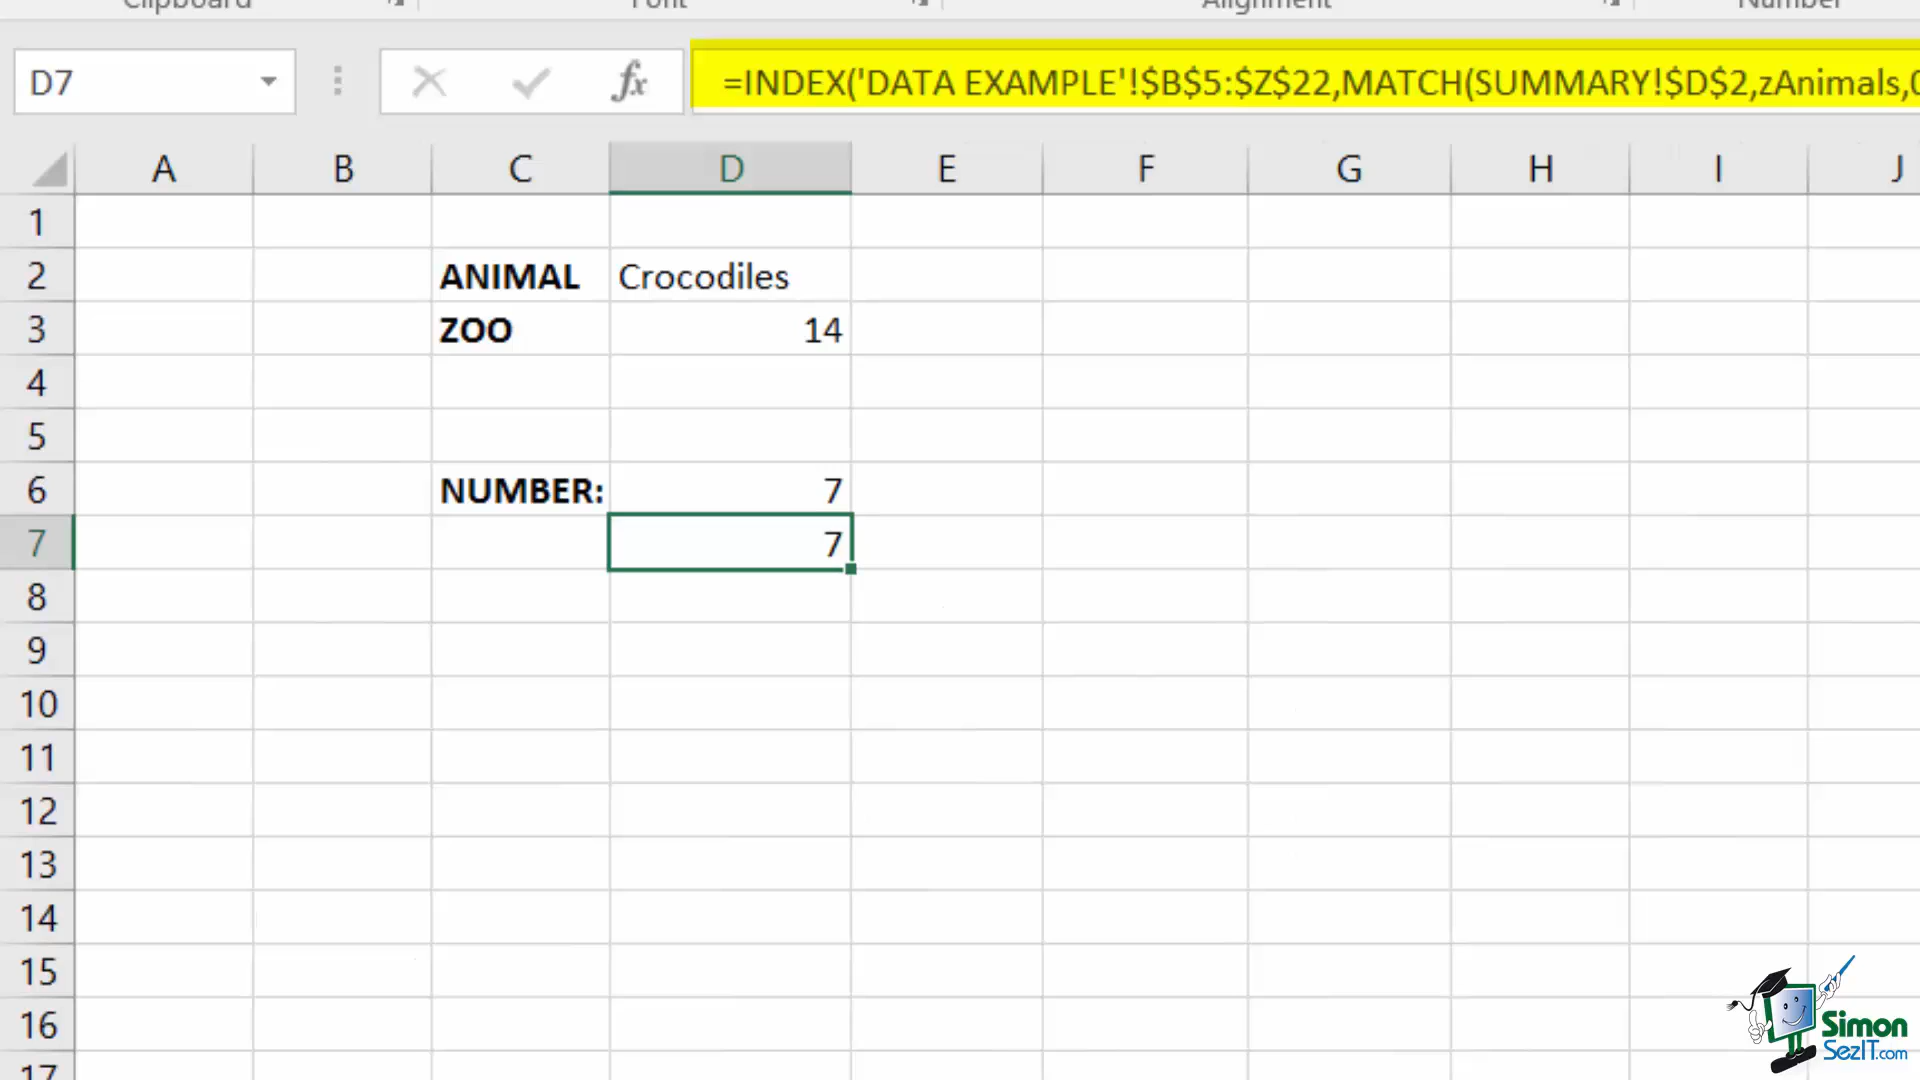 Clipboard Font Alignment Number
D7 fx =INDEX('DATA EXAMPLE'!$B$5:$Z$22,MATCH(SUMMARY!$D$2,zAnimals,0
A B C D E F G H I J
1
2 ANIMAL Crocodiles
3 ZOO 14
4
5
6 NUMBER: 7
7 7
8
9
10
11
12
13
14
15
16
17
Simon
SezIT.com